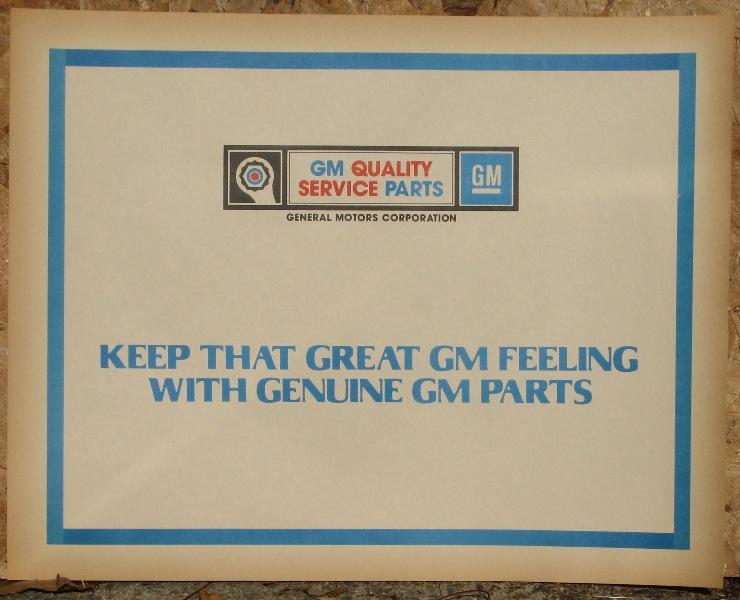 GM QUALITY
SERVICE PARTS
GM
GENERAL MOTORS CORPORATION
KEEP THAT GREAT GM FEELING
WITH GENUINE GM PARTS